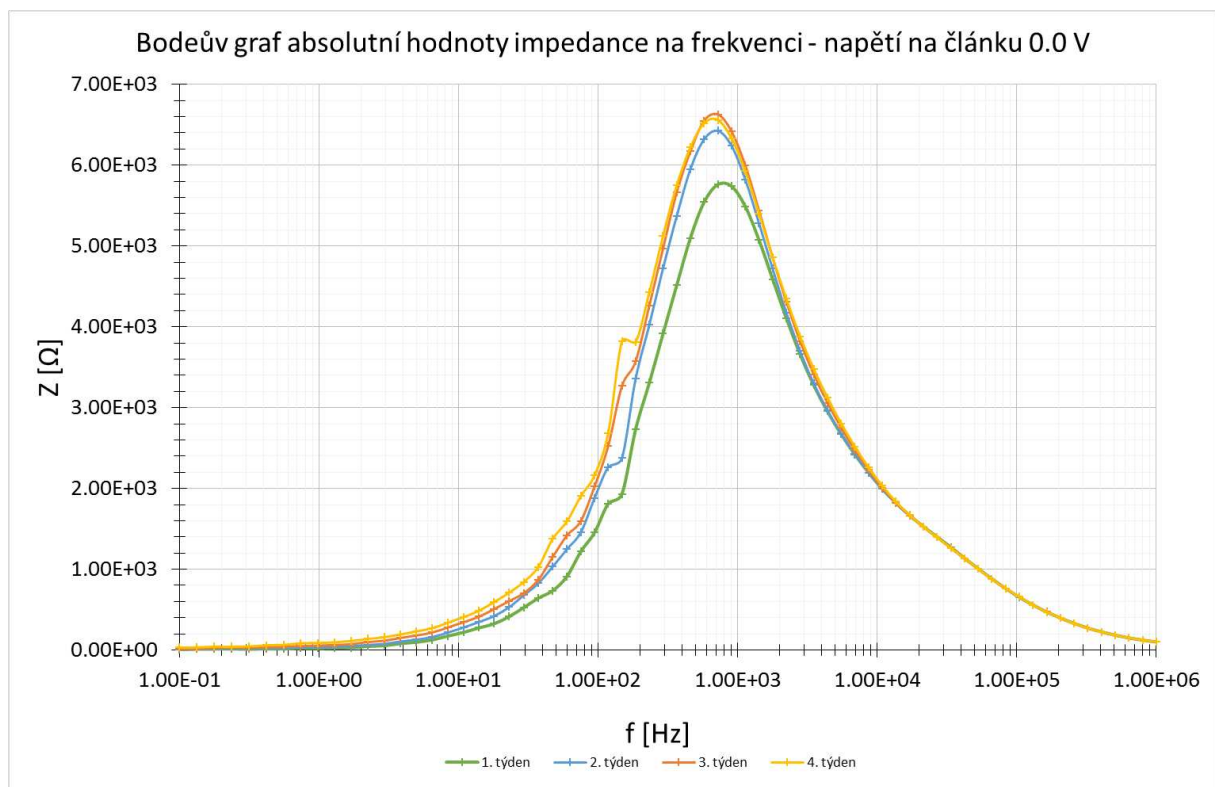 Bodeův graf absolutní hodnoty impedance na frekvenci - napětí na článku 0.0 V
7.00E+03
6.00E+03
5.00E+03
4.00E+03
3.00E+03
2.00E+03
1.00E+03
0.00E+00
Z [Ω]
1.00E-01 1.00E+00 1.00E+01 1.00E+02 1.00E+03 1.00E+04 1.00E+05 1.00E+06
f [Hz]
1. týden 2. týden 3. týden 4. týden